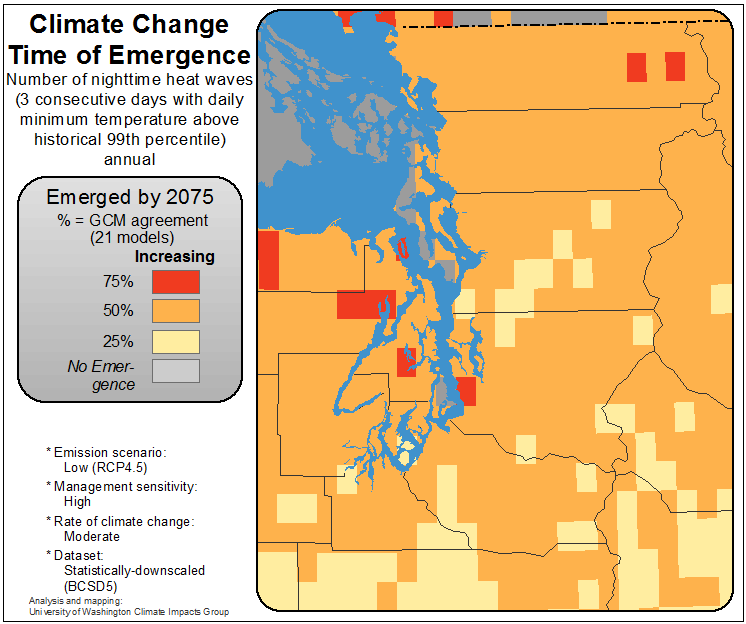 Climate Change
Time of Emergence
Number of nighttime heat waves
(3 consecutive days with daily
minimum temperature above
historical 99th percentile)
annual
Emerged by 2075
% = GCM agreement
(21 models)
Increasing
75%
50%
25%
No Emer-
gence
* Emission scenario:
Low (RCP4.5)
* Management sensitivity:
High
* Rate of climate change:
Moderate
* Dataset:
Statistically-downscaled
(BCSD5)
Analysis and mapping:
University of Washington Climate Impacts Group